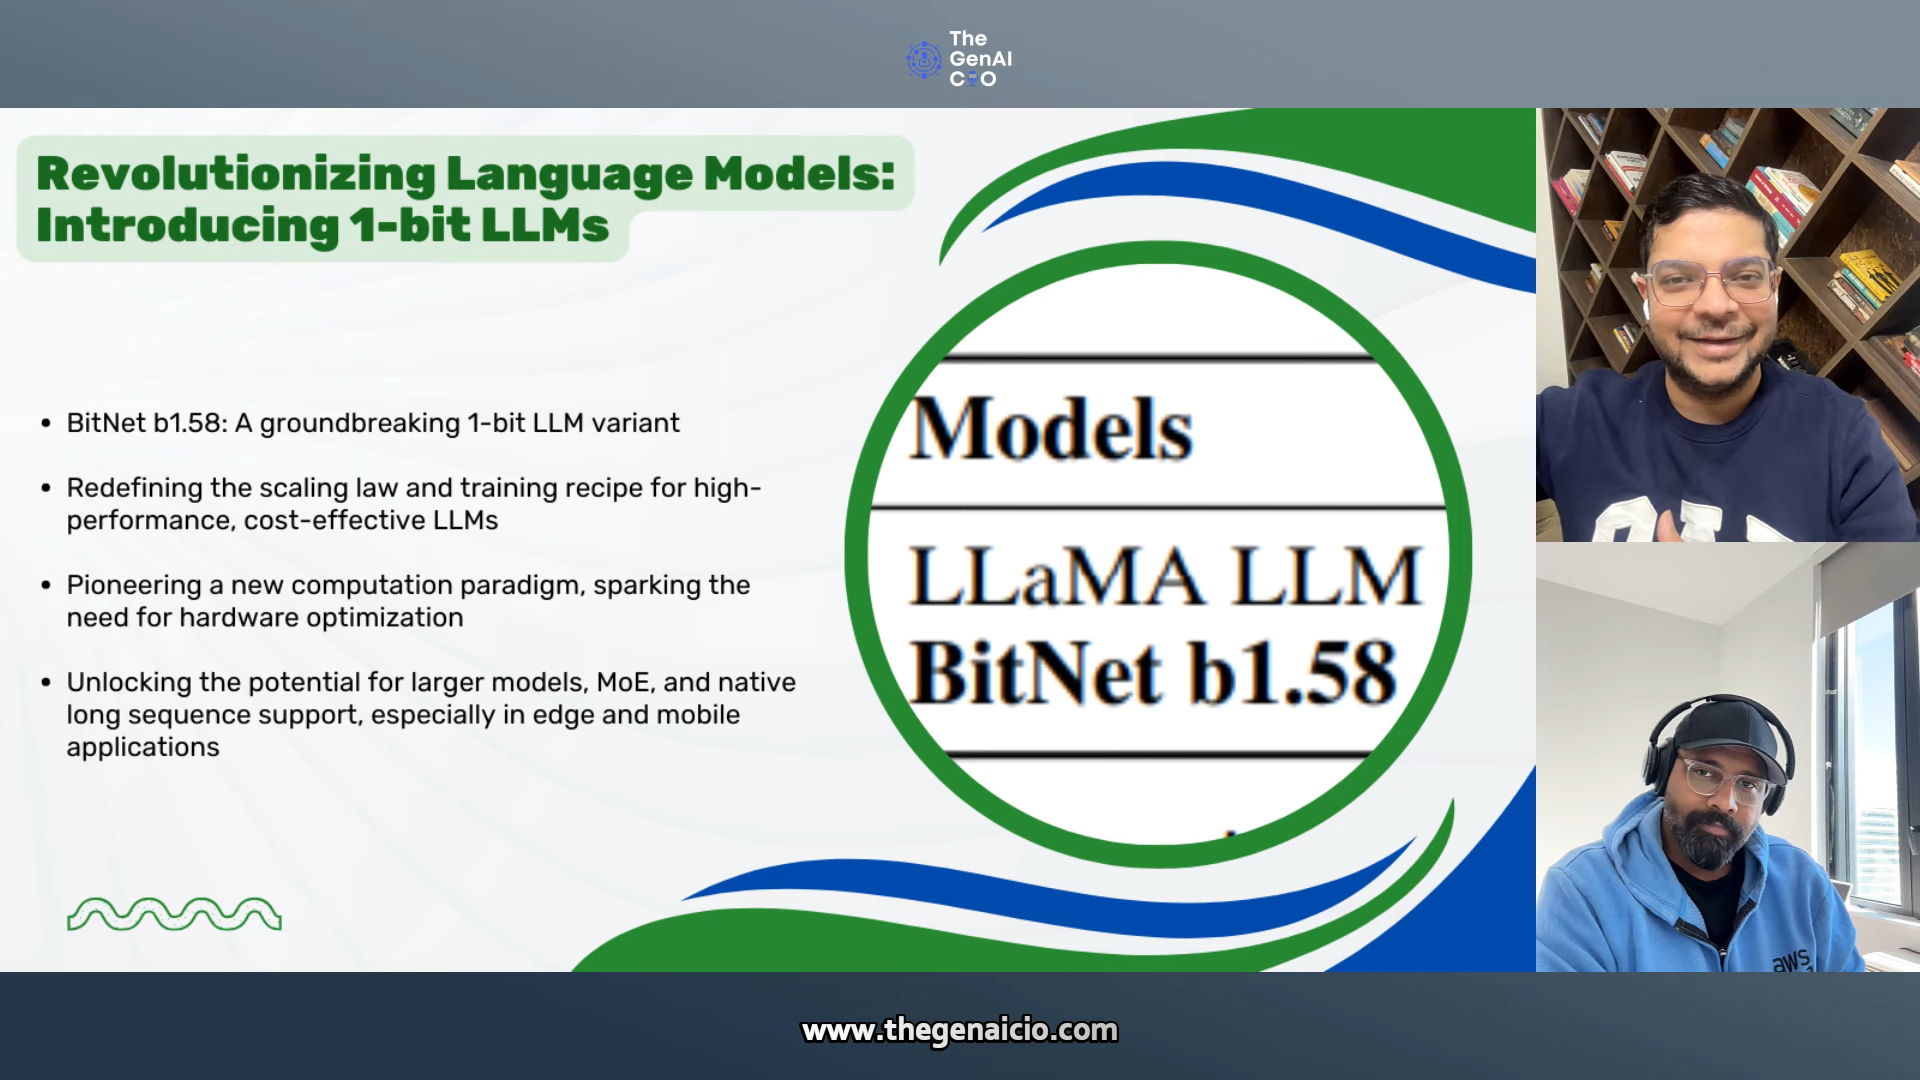 The
GenAI
CIO
Revolutionizing Language Models:
Introducing 1-bit LLMs
• BitNet b1.58: A groundbreaking 1-bit LLM variant
• Redefining the scaling law and training recipe for high-
performance, cost-effective LLMs
• Pioneering a new computation paradigm, sparking the
need for hardware optimization
• Unlocking the potential for larger models, MoE, and native
long sequence support, especially in edge and mobile
applications
Models
LLaMA LLM
BitNet b1.58
aws
www.thegenaicio.com